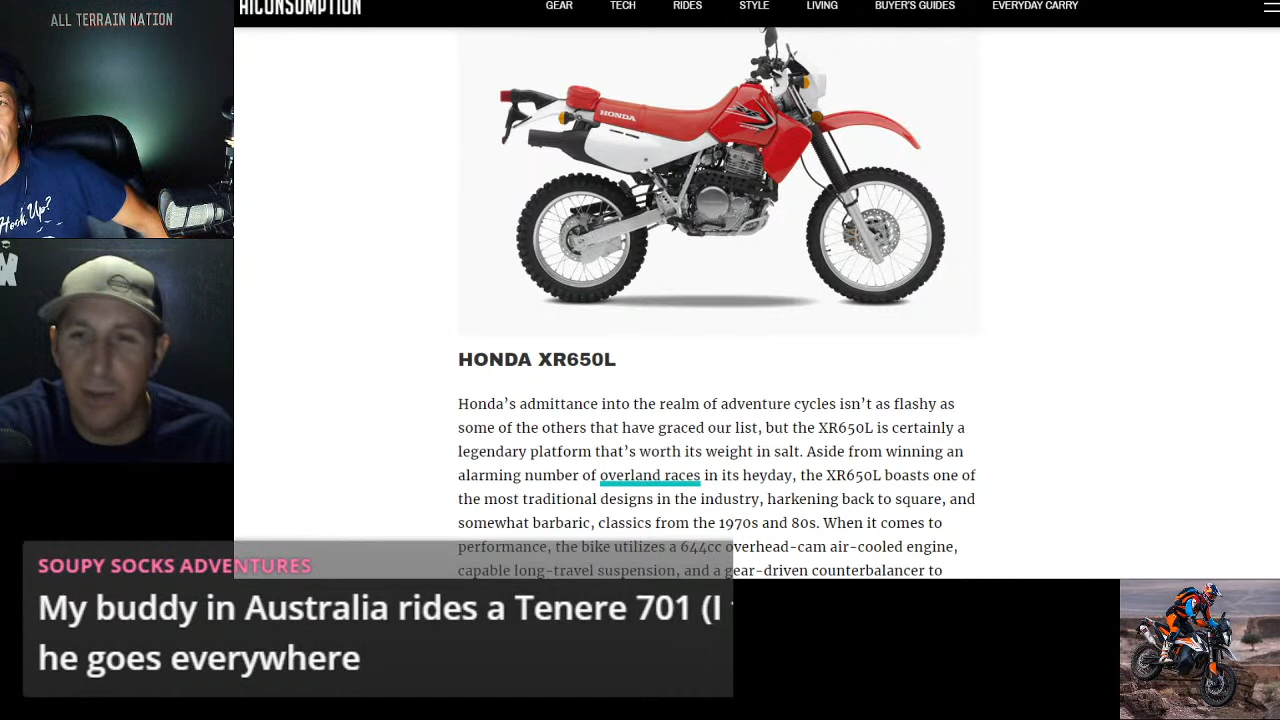 ALL TERRAIN NATION
HICONSUMPTION
GEAR TECH RIDES STYLE LIVING BUYER'S GUIDES EVERYDAY CARRY
HONDA
Hook Up?
HONDA XR650L
Honda's admittance into the realm of adventure cycles isn't as flashy as
some of the others that have graced our list, but the XR650L is certainly a
legendary platform that's worth its weight in salt. Aside from winning an
alarming number of overland races in its heyday, the XR650L boasts one of
the most traditional designs in the industry, harkening back to square, and
somewhat barbaric, classics from the 1970s and 80s. When it comes to
performance, the bike utilizes a 644cc overhead-cam air-cooled engine,
capable long-travel suspension, and a gear-driven counterbalancer to
SOUPY SOCKS ADVENTURES
My buddy in Australia rides a Tenere 701 (I
he goes everywhere